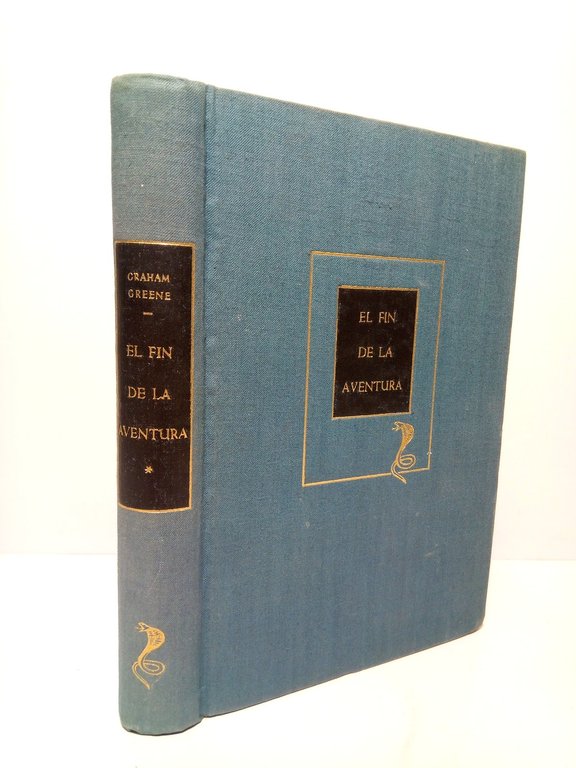 GRAHAM
GREENE
EL FIN
DE LA
AVENTURA
*
EL FIN
DE LA
AVENTURA